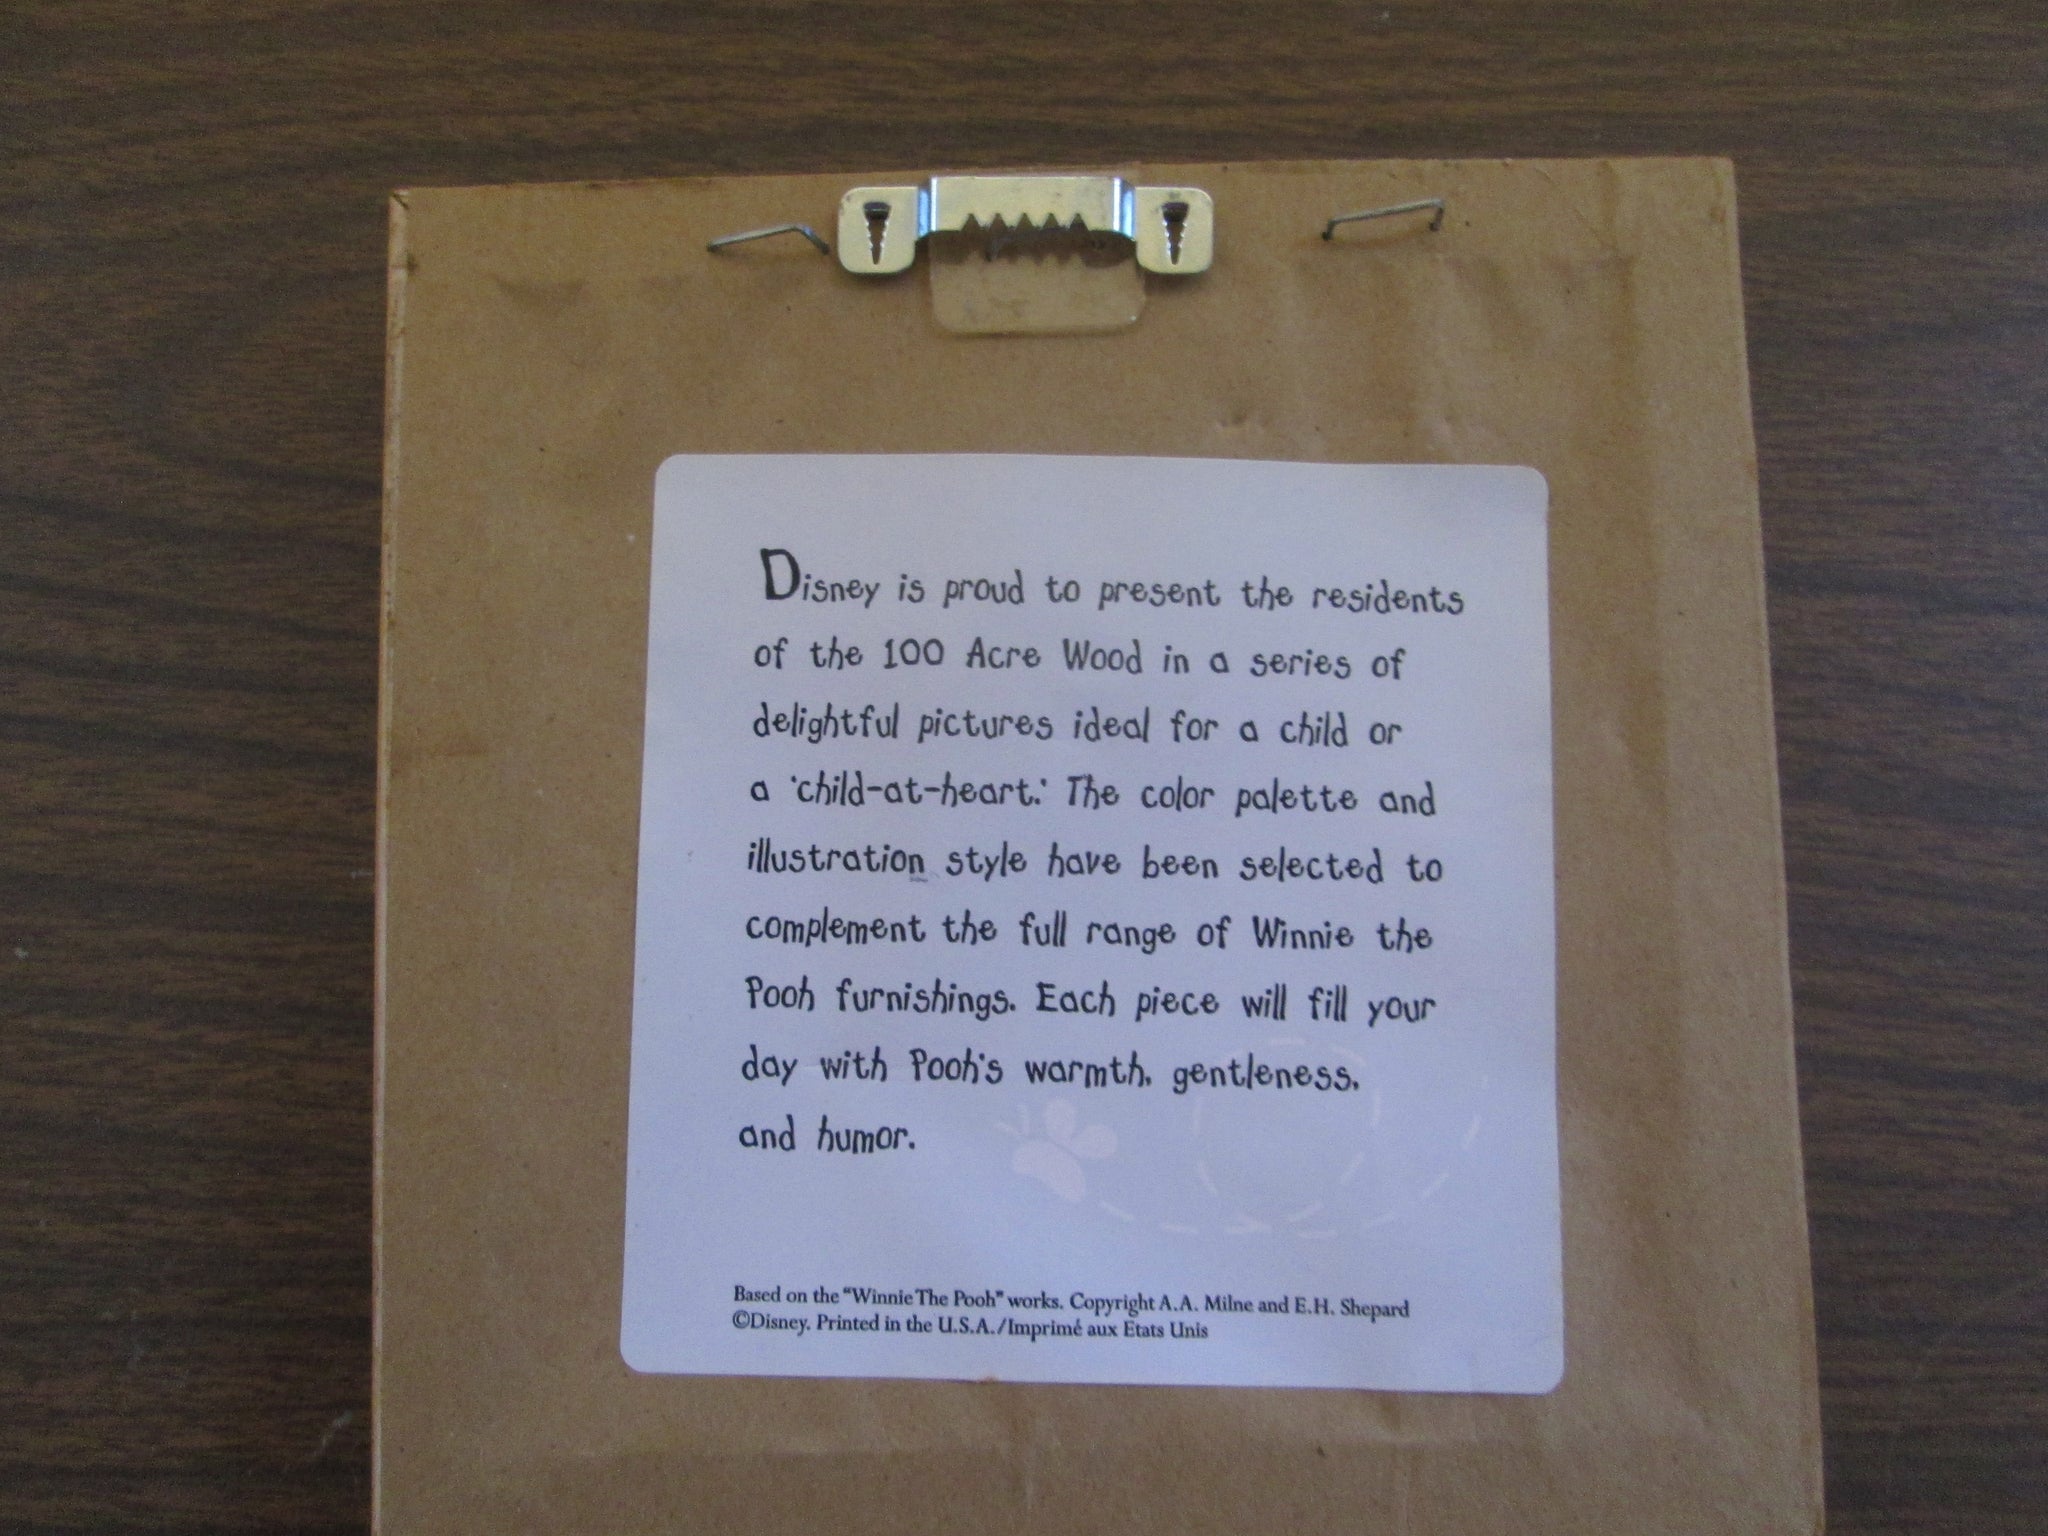 Disney is proud to present the residents
of the 100 Acre Wood in a series of
delightful pictures ideal for a child or
a 'child-at-heart.' The color palette and
illustration style have been selected to
complement the full range of Winnie the
Pooh furnishings. Each piece will fill your
day with Pooh's warmth, gentleness,
and humor.
Based on the "Winnie The Pooh" works. Copyright A.A. Milne and E.H. Shepard
©Disney. Printed in the U.S.A./Imprimé aux Etats Unis